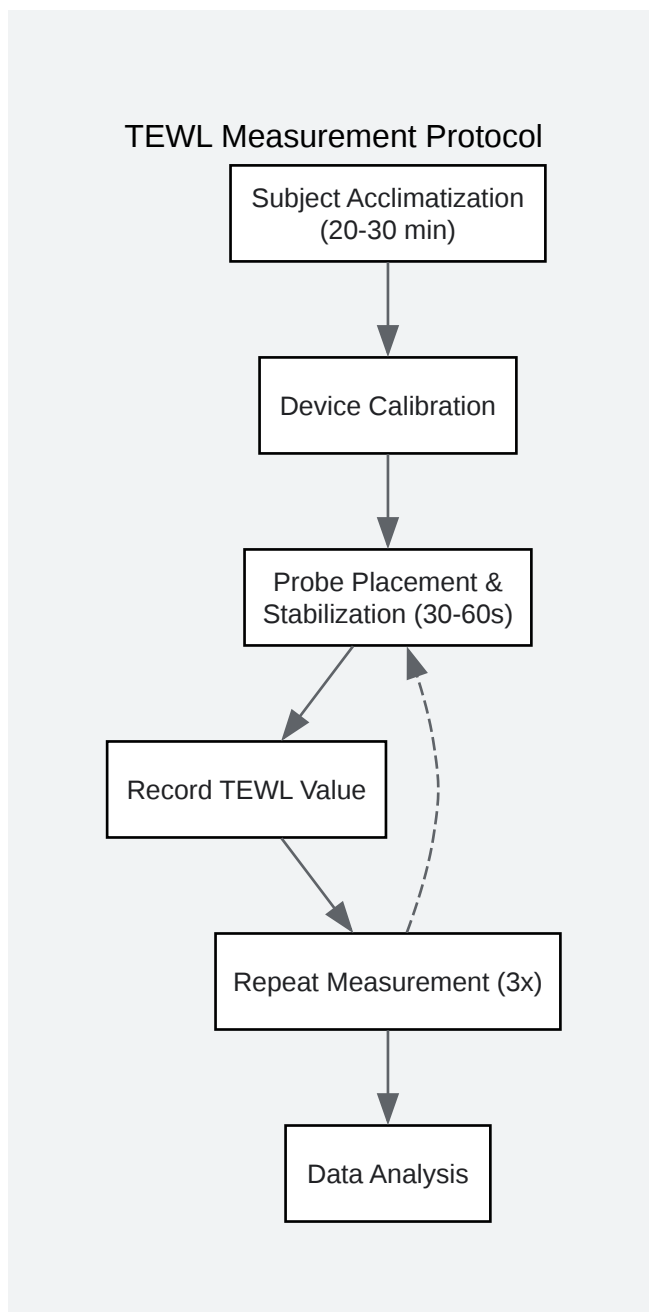 TEWL Measurement Protocol
Subject Acclimatization
(20-30 min)
Device Calibration
Probe Placement &
Stabilization (30-60s)
Record TEWL Value
Repeat Measurement (3x)
Data Analysis